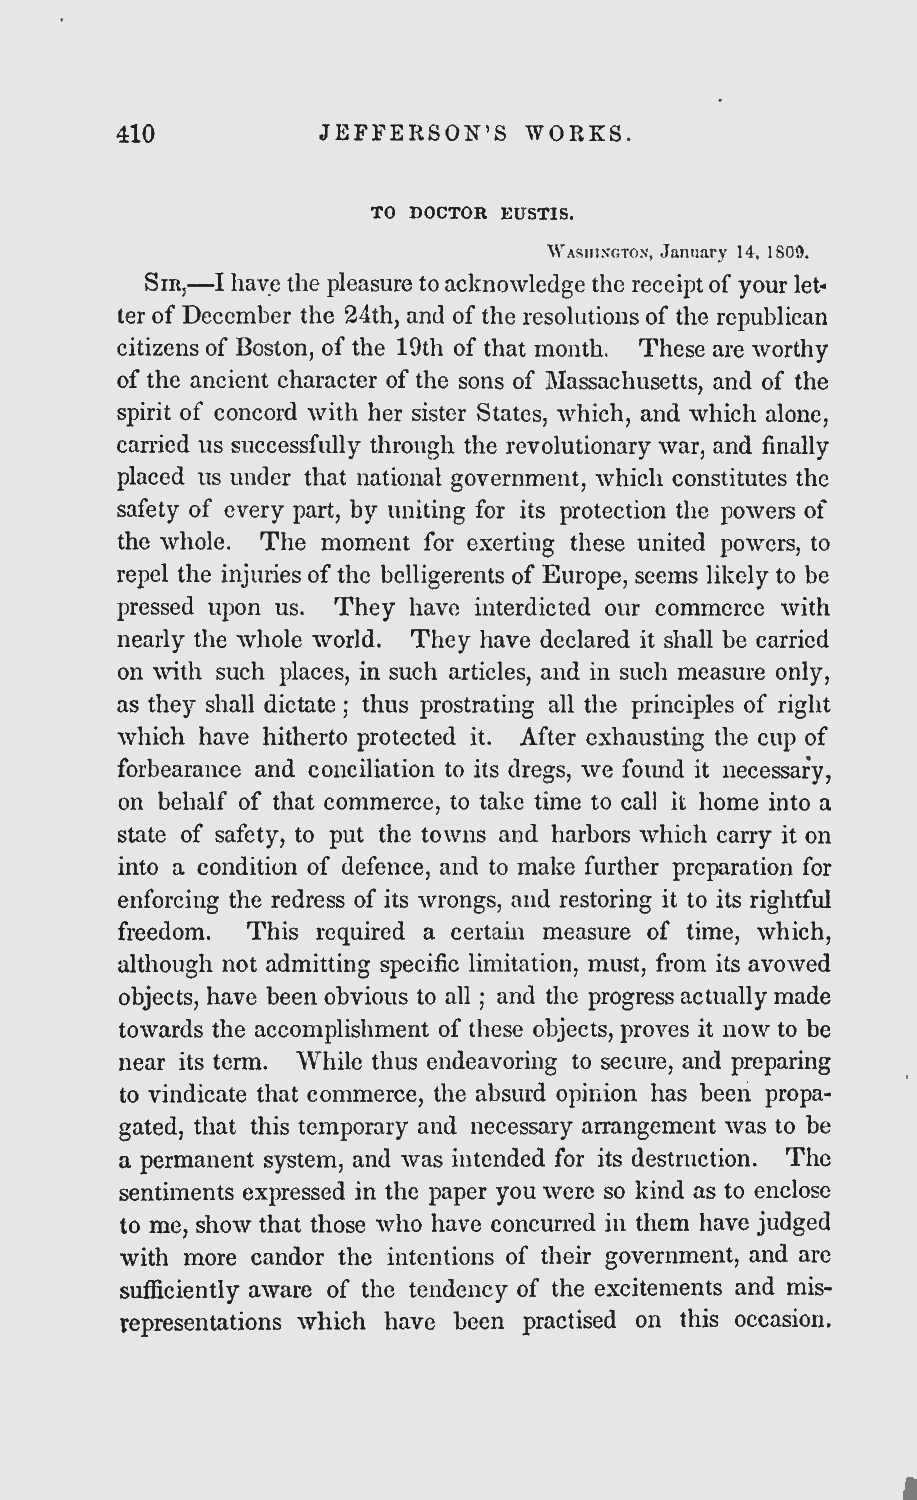 410 JEFFERSON'S WORKS.
TO DOCTOR EUSTIS.
WASHINGTON, January 14, 1809.
SIR,—I have the pleasure to acknowledge the receipt of your let-
ter of December the 24th, and of the resolutions of the republican
citizens of Boston, of the 19th of that month. These are worthy
of the ancient character of the sons of Massachusetts, and of the
spirit of concord with her sister States, which, and which alone,
carried us successfully through the revolutionary war, and finally
placed us under that national government, which constitutes the
safety of every part, by uniting for its protection the powers of
the whole. The moment for exerting these united powers, to
repel the injuries of the belligerents of Europe, seems likely to be
pressed upon us. They have interdicted our commerce with
nearly the whole world. They have declared it shall be carried
on with such places, in such articles, and in such measure only,
as they shall dictate ; thus prostrating all the principles of right
which have hitherto protected it. After exhausting the cup of
forbearance and conciliation to its dregs, we found it necessary,
on behalf of that commerce, to take time to call it home into a
state of safety, to put the towns and harbors which carry it on
into a condition of defence, and to make further preparation for
enforcing the redress of its wrongs, and restoring it to its rightful
freedom. This required a certain measure of time, which,
although not admitting specific limitation, must, from its avowed
objects, have been obvious to all ; and the progress actually made
towards the accomplishment of these objects, proves it now to be
near its term. While thus endeavoring to secure, and preparing
to vindicate that commerce, the absurd opinion has been propa-
gated, that this temporary and necessary arrangement was to be
a permanent system, and was intended for its destruction. The
sentiments expressed in the paper you were so kind as to enclose
to me, show that those who have concurred in them have judged
with more candor the intentions of their government, and are
sufficiently aware of the tendency of the excitements and mis-
representations which have been practised on this occasion.